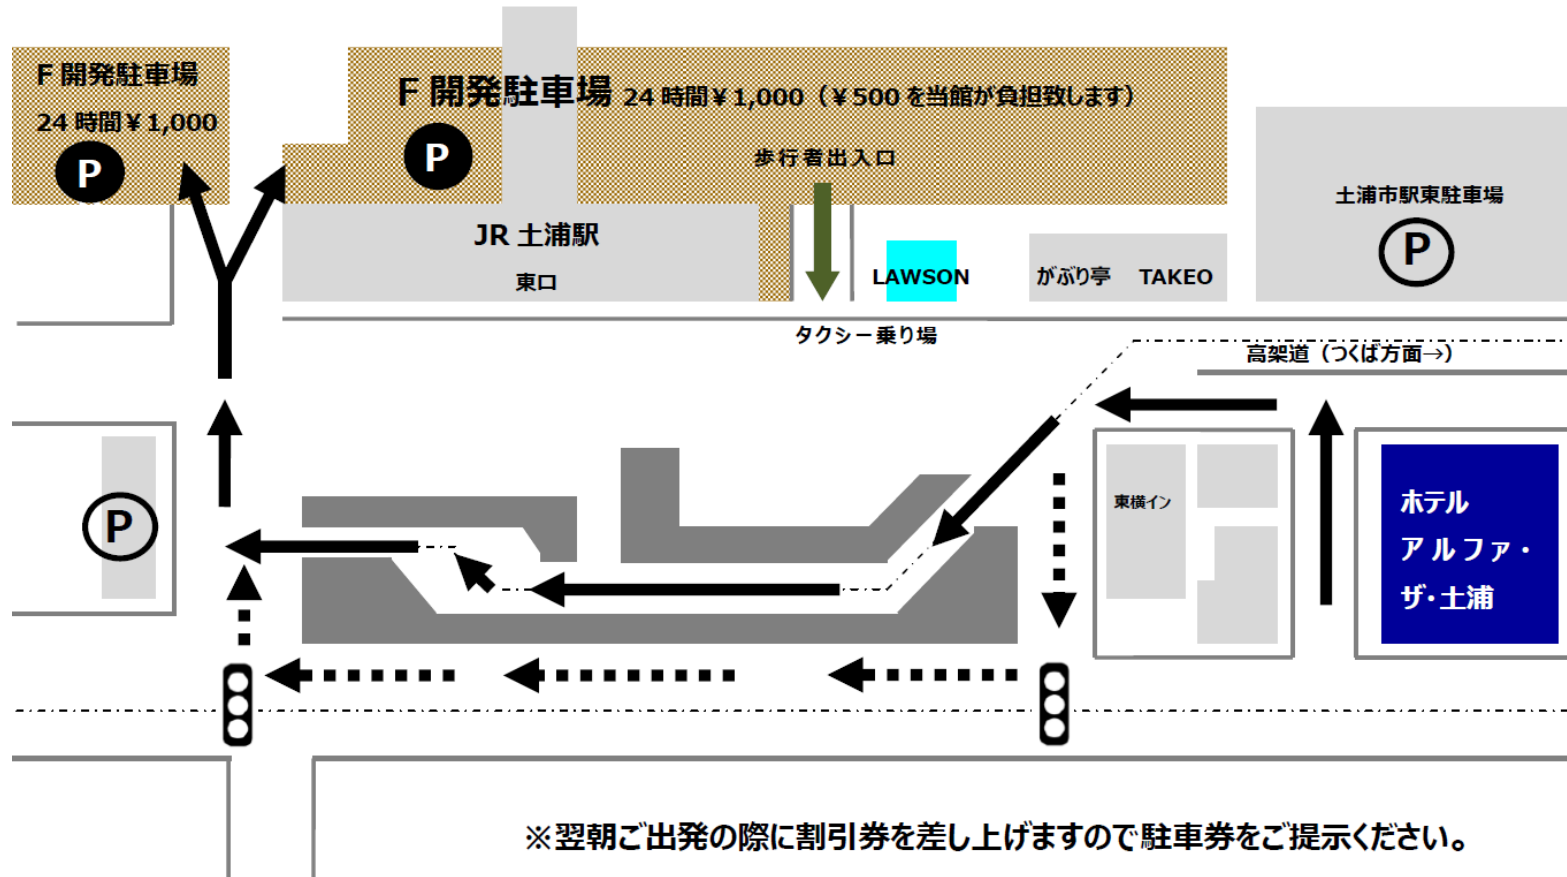 F 開発駐車場
24 時間￥1,000
P
F 開発駐車場 24 時間￥1,000（￥500 を当館が負担致します）
P
歩行者出入口
土浦市駅東駐車場
P
JR 土浦駅
東口
LAWSON
がぶり亭 TAKEO
タクシー乗り場
高架道（つくば方面→）
P
東横イン
ホテル
アルファ・
ザ・土浦
※翌朝ご出発の際に割引券を差し上げますので駐車券をご提示ください。